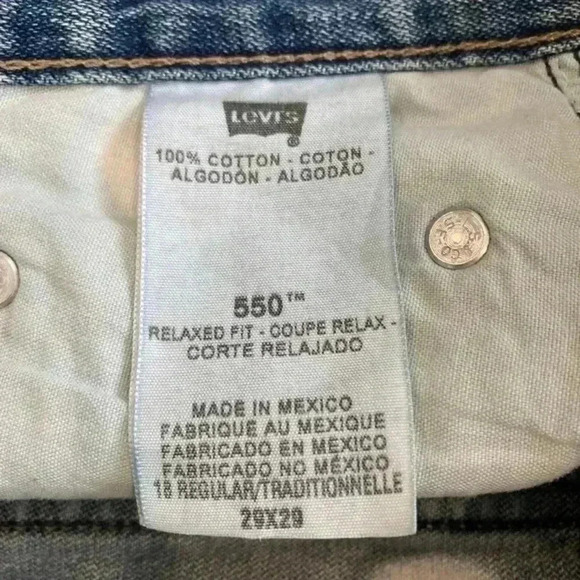 Levi's
®
100% COTTON - COTON -
ALGODÓN - ALGODÃO
550™
RELAXED FIT - COUPE RELAX -
CORTE RELAJADO
MADE IN MEXICO
FABRIQUE AU MEXIQUE
FABRICADO EN MEXICO
FABRICADO NO MÉXICO
18 REGULAR/TRADITIONNELLE
29X29